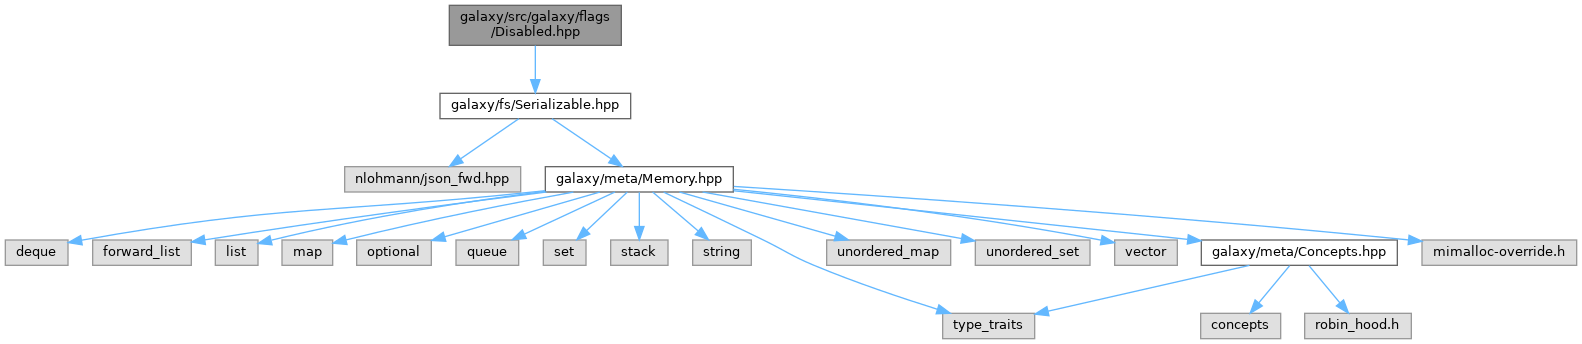 galaxy/src/galaxy/flags
/Disabled.hpp
galaxy/fs/Serializable.hpp
nlohmann/json_fwd.hpp
galaxy/meta/Memory.hpp
deque
forward_list
list
map
optional
queue
set
stack
string
unordered_map
unordered_set
vector
galaxy/meta/Concepts.hpp
mimalloc-override.h
type_traits
concepts
robin_hood.h